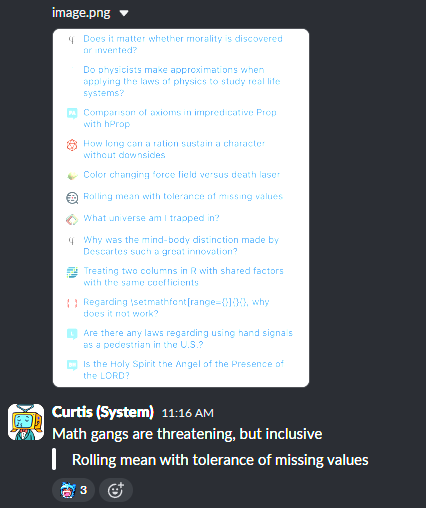 image.png
Does it matter whether morality is discovered
or invented?
Do physicists make approximations when
applying the laws of physics to study real life
systems?
Comparison of axioms in impredicative Prop
with hProp
How long can a ration sustain a character
without downsides
Color changing force field versus death laser
Rolling mean with tolerance of missing values
What universe am I trapped in?
Why was the mind-body distinction made by
Descartes such a great innovation?
Treating two columns in R with shared factors
with the same coefficients
Regarding \setmathfont[range={}]{}{}, why
does it not work?
Are there any laws regarding using hand signals
as a pedestrian in the U.S.?
Is the Holy Spirit the Angel of the Presence of
the LORD?
Curtis (System) 11:16 AM
Math gangs are threatening, but inclusive
Rolling mean with tolerance of missing values
3